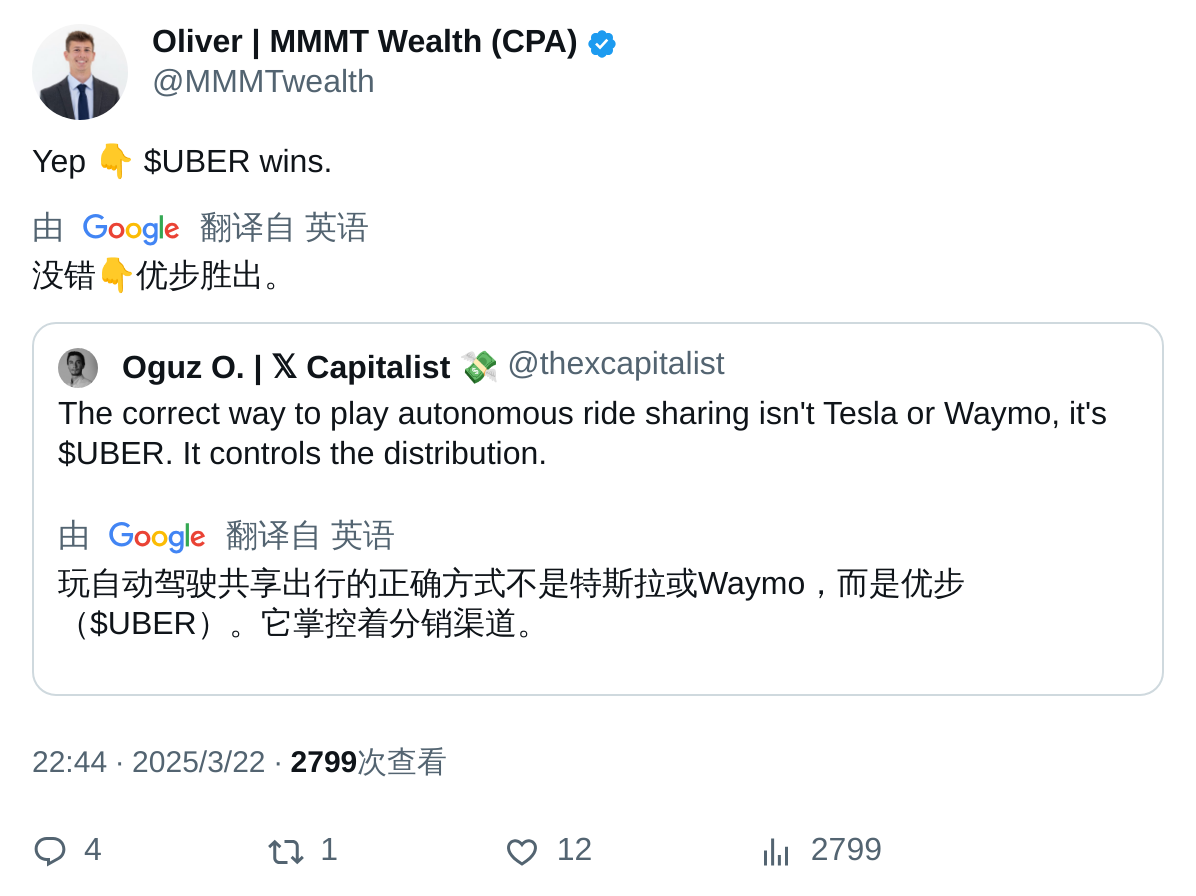 Oliver | MMMT Wealth (CPA)
@MMMTwealth
Yep 👇 $UBER wins.
由 Google 翻译自 英语
没错👇优步胜出。
Oguz O. | 𝕏 Capitalist 💸 @thexcapitalist
The correct way to play autonomous ride sharing isn't Tesla or Waymo, it's
$UBER. It controls the distribution.
由 Google 翻译自 英语
玩自动驾驶共享出行的正确方式不是特斯拉或Waymo，而是优步
（$UBER）。它掌控着分销渠道。
22:44 · 2025/3/22 · 2799次查看
4 1 12 2799